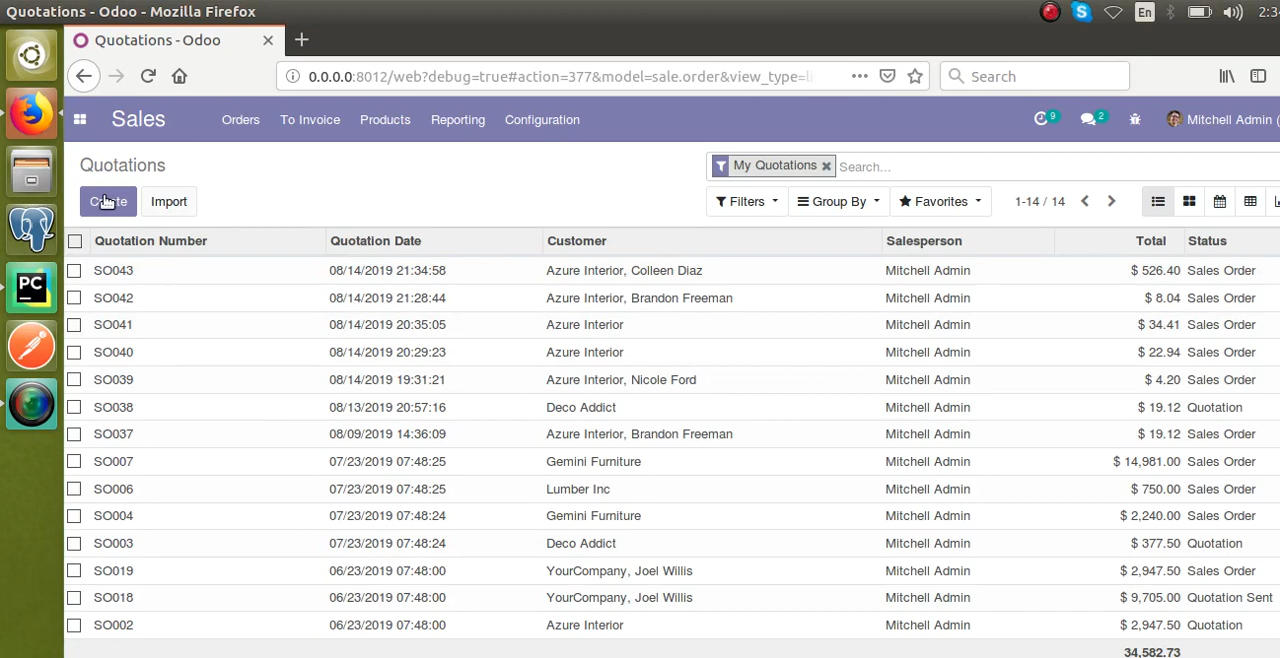 Quotations - Odoo - Mozilla Firefox
En
Quotations - Odoo
0.0.0.0:8012/web?debug=true#action=377&model=sale.order&view_type=li
Search
Sales Orders To Invoice Products Reporting Configuration 9 2 Mitchell Admin (
Quotations
My Quotations Search...
Import Filters Group By Favorites 1-14 / 14
Quotation Number Quotation Date Customer Salesperson Total Status
SO043 08/14/2019 21:34:58 Azure Interior, Colleen Diaz Mitchell Admin $ 526.40 Sales Order
SO042 08/14/2019 21:28:44 Azure Interior, Brandon Freeman Mitchell Admin $ 8.04 Sales Order
SO041 08/14/2019 20:35:05 Azure Interior Mitchell Admin $ 34.41 Sales Order
SO040 08/14/2019 20:29:23 Azure Interior Mitchell Admin $ 22.94 Sales Order
SO039 08/14/2019 19:31:21 Azure Interior, Nicole Ford Mitchell Admin $ 4.20 Sales Order
SO038 08/13/2019 20:57:16 Deco Addict Mitchell Admin $ 19.12 Quotation
SO037 08/09/2019 14:36:09 Azure Interior, Brandon Freeman Mitchell Admin $ 19.12 Sales Order
SO007 07/23/2019 07:48:25 Gemini Furniture Mitchell Admin $ 14,981.00 Sales Order
SO006 07/23/2019 07:48:25 Lumber Inc Mitchell Admin $ 750.00 Sales Order
SO004 07/23/2019 07:48:24 Gemini Furniture Mitchell Admin $ 2,240.00 Sales Order
SO003 07/23/2019 07:48:24 Deco Addict Mitchell Admin $ 377.50 Quotation
SO019 06/23/2019 07:48:00 YourCompany, Joel Willis Mitchell Admin $ 2,947.50 Sales Order
SO018 06/23/2019 07:48:00 YourCompany, Joel Willis Mitchell Admin $ 9,705.00 Quotation Sent
SO002 06/23/2019 07:48:00 Azure Interior Mitchell Admin $ 2,947.50 Quotation
34,582.73
PC